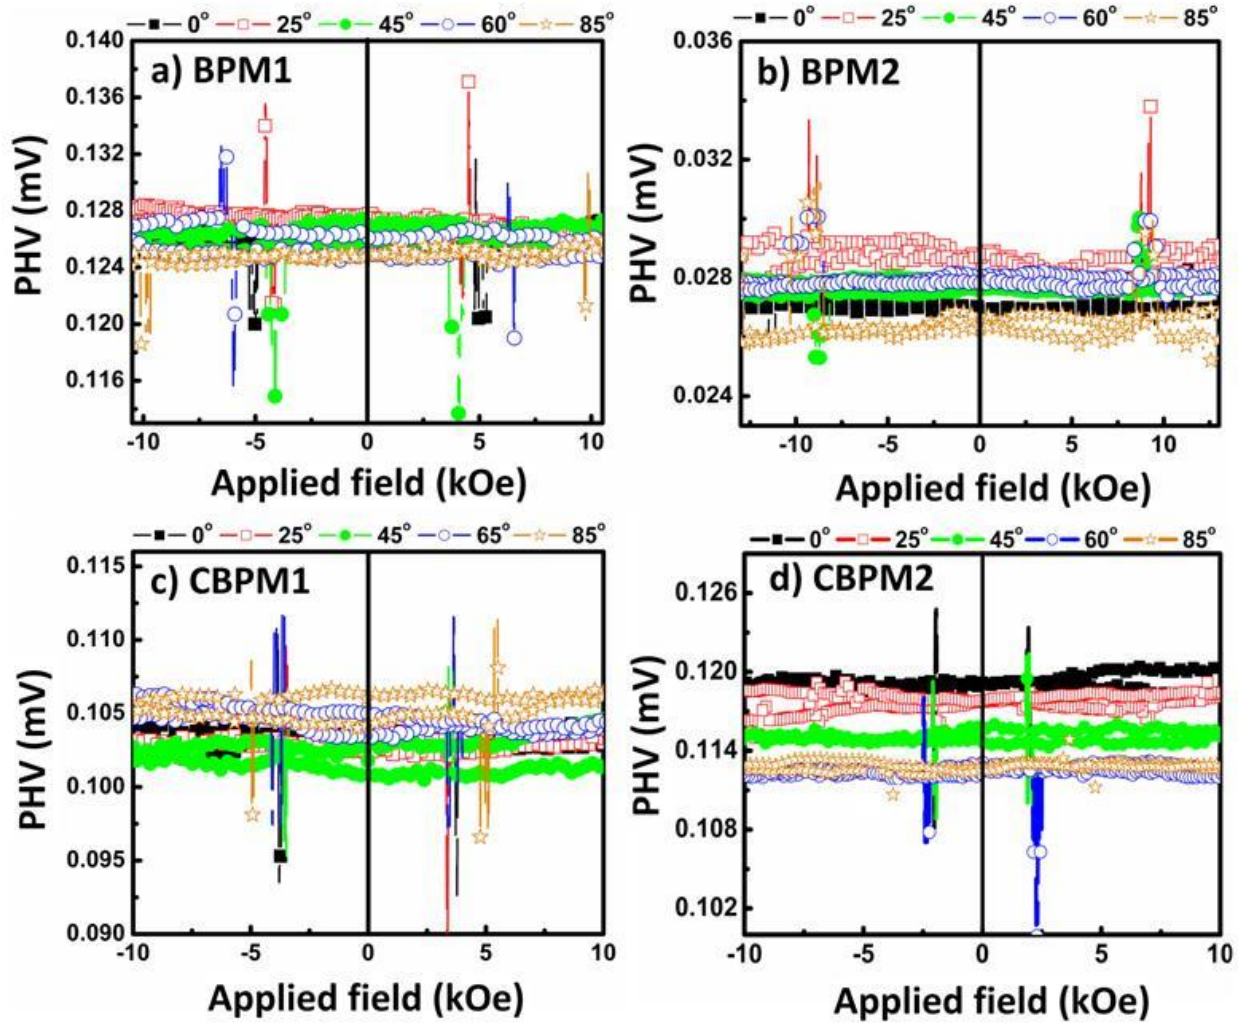 0° 25° 45° 60° 85°
a) BPM1
PHV (mV)
0.140
0.136
0.132
0.128
0.124
0.120
0.116
-10 -5 0 5 10
Applied field (kOe)
0° 25° 45° 60° 85°
b) BPM2
PHV (mV)
0.036
0.032
0.028
0.024
-10 -5 0 5 10
Applied field (kOe)
0° 25° 45° 65° 85°
c) CBPM1
PHV (mV)
0.115
0.110
0.105
0.100
0.095
0.090
-10 -5 0 5 10
Applied field (kOe)
0° 25° 45° 60° 85°
d) CBPM2
PHV (mV)
0.126
0.120
0.114
0.108
0.102
-10 -5 0 5 10
Applied field (kOe)